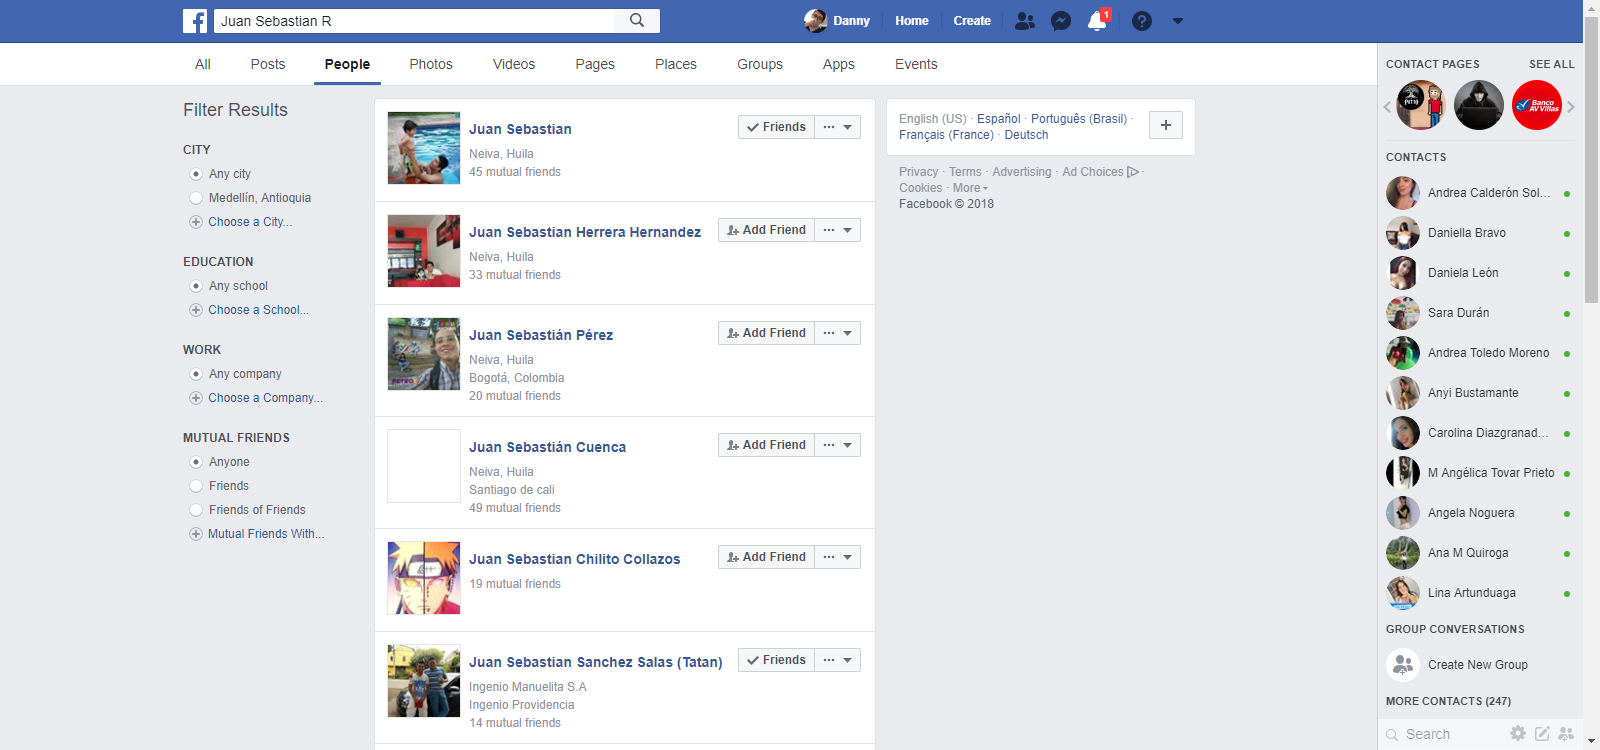 Juan Sebastian R
Danny
Home
Create
1
All
Posts
People
Photos
Videos
Pages
Places
Groups
Apps
Events
Filter Results
CITY
Any city
Medellín, Antioquia
Choose a City...
EDUCATION
Any school
Choose a School...
WORK
Any company
Choose a Company...
MUTUAL FRIENDS
Anyone
Friends
Friends of Friends
Mutual Friends With...
Juan Sebastian
Friends
Neiva, Huila
45 mutual friends
Juan Sebastian Herrera Hernandez
Add Friend
Neiva, Huila
33 mutual friends
Juan Sebastián Pérez
Add Friend
Neiva, Huila
Bogotá, Colombia
20 mutual friends
Juan Sebastián Cuenca
Add Friend
Neiva, Huila
Santiago de cali
49 mutual friends
Juan Sebastian Chilito Collazos
Add Friend
19 mutual friends
Juan Sebastian Sanchez Salas (Tatan)
Friends
Ingenio Manuelita S.A
Ingenio Providencia
14 mutual friends
English (US) · Español · Português (Brasil) ·
Français (France) · Deutsch
Privacy · Terms · Advertising · Ad Choices ·
Cookies · More
Facebook © 2018
CONTACT PAGES
SEE ALL
Banco
AV Villas
CONTACTS
Andrea Calderón Sol...
Daniella Bravo
Daniela León
Sara Durán
Andrea Toledo Moreno
Anyi Bustamante
Carolina Diazgranad...
M Angélica Tovar Prieto
Angela Noguera
Ana M Quiroga
Lina Artunduaga
GROUP CONVERSATIONS
Create New Group
MORE CONTACTS (247)
Search